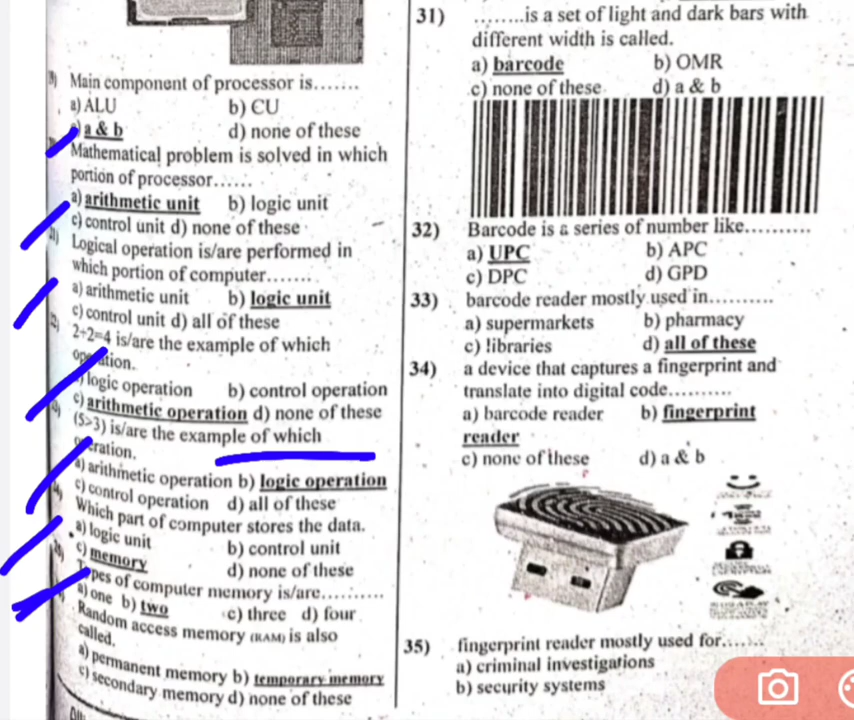 Main component of processor is.......
a) ALU b) CU
a & b d) none of these
Mathematical problem is solved in which
portion of processor......
a) arithmetic unit b) logic unit
c) control unit d) none of these
Logical operation is/are performed in
which portion of computer.......
a) arithmetic unit b) logic unit
c) control unit d) all of these
2+2=4 is/are the example of which
operation.
logic operation b) control operation
c) arithmetic operation d) none of these
(5>3) is/are the example of which
operation.
a) arithmetic operation b) logic operation
c) control operation d) all of these
Which part of computer stores the data.
a) logic unit b) control unit
c) memory d) none of these
Types of computer memory is/are..........
a) one b) two c) three d) four
Random access memory (RAM) is also
called.
a) permanent memory b) temporary memory
c) secondary memory d) none of these
31) ........is a set of light and dark bars with
different width is called.
a) barcode b) OMR
c) none of these d) a & b
32) Barcode is a series of number like..........
a) UPC b) APC
c) DPC d) GPD
33) barcode reader mostly used in..........
a) supermarkets b) pharmacy
c) libraries d) all of these
34) a device that captures a fingerprint and
translate into digital code..........
a) barcode reader b) fingerprint
reader
c) none of these d) a & b
35) fingerprint reader mostly used for.......
a) criminal investigations
b) security systems